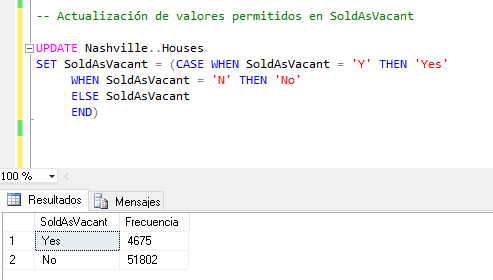 -- Actualización de valores permitidos en SoldAsVacant
UPDATE Nashville..Houses
SET SoldAsVacant = (CASE WHEN SoldAsVacant = 'Y' THEN 'Yes'
WHEN SoldAsVacant = 'N' THEN 'No'
ELSE SoldAsVacant
END)
100 %
Resultados Mensajes
SoldAsVacant Frecuencia
1 Yes 4675
2 No 51802